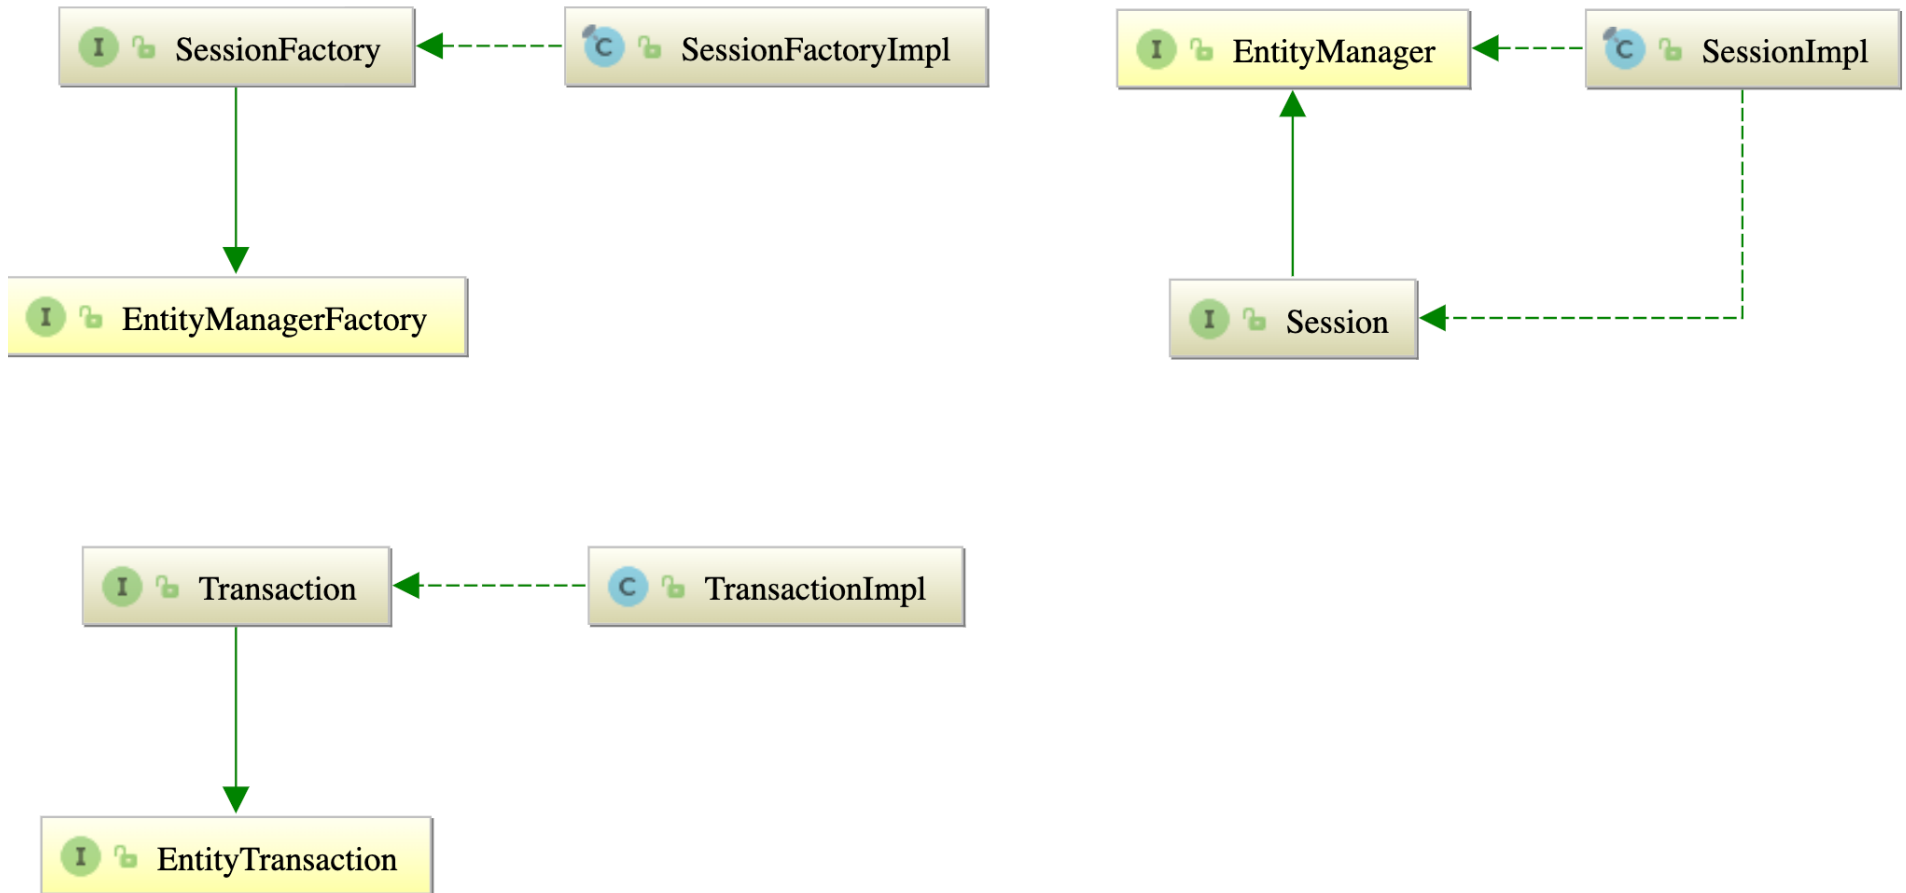 I SessionFactory
C SessionFactoryImpl
I EntityManager
C SessionImpl
I EntityManagerFactory
I Session
I Transaction
C TransactionImpl
I EntityTransaction